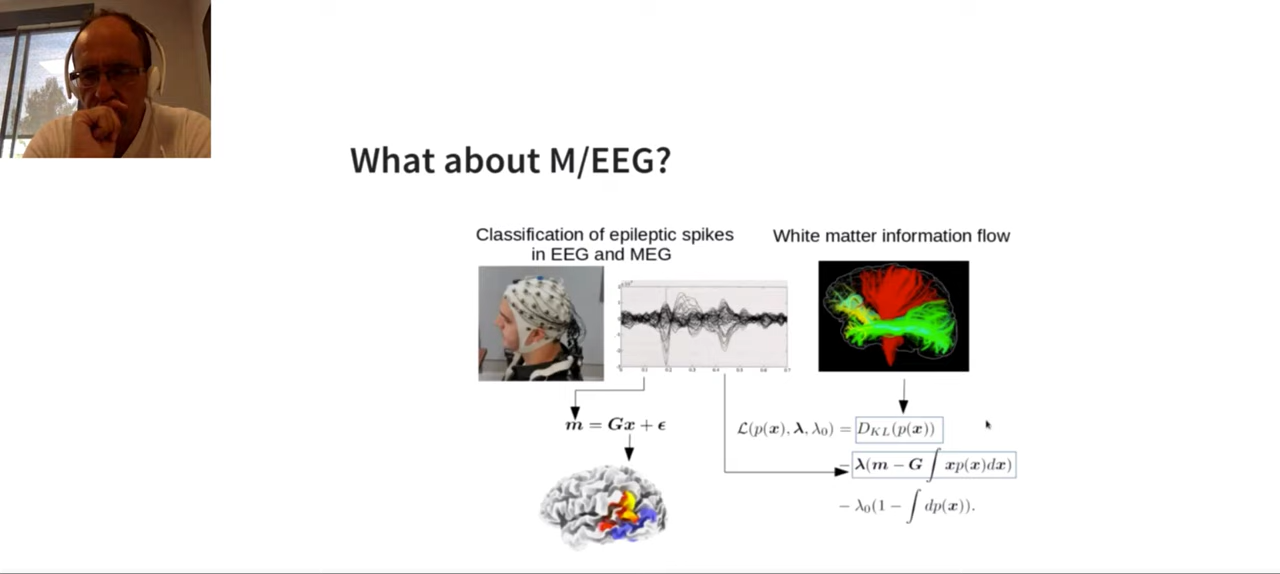 What about M/EEG?
Classification of epileptic spikes
in EEG and MEG
White matter information flow
m = Gx + ϵ
ℒ(p(x), λ, λ₀) = D_KL(p(x))
− λ(m − G ∫ xp(x)dx)
− λ₀(1 − ∫ dp(x)).